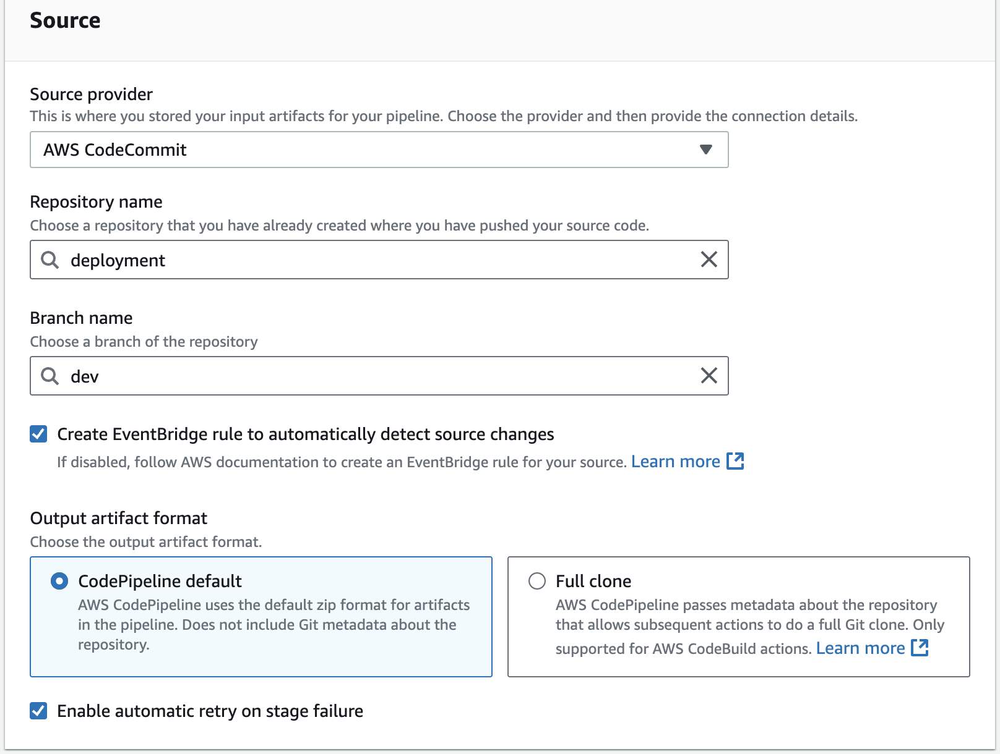 Source
Source provider
This is where you stored your input artifacts for your pipeline. Choose the provider and then provide the connection details.
AWS CodeCommit
Repository name
Choose a repository that you have already created where you have pushed your source code.
deployment
Branch name
Choose a branch of the repository
dev
Create EventBridge rule to automatically detect source changes
If disabled, follow AWS documentation to create an EventBridge rule for your source. Learn more
Output artifact format
Choose the output artifact format.
CodePipeline default
AWS CodePipeline uses the default zip format for artifacts
in the pipeline. Does not include Git metadata about the
repository.
Full clone
AWS CodePipeline passes metadata about the repository
that allows subsequent actions to do a full Git clone. Only
supported for AWS CodeBuild actions. Learn more
Enable automatic retry on stage failure